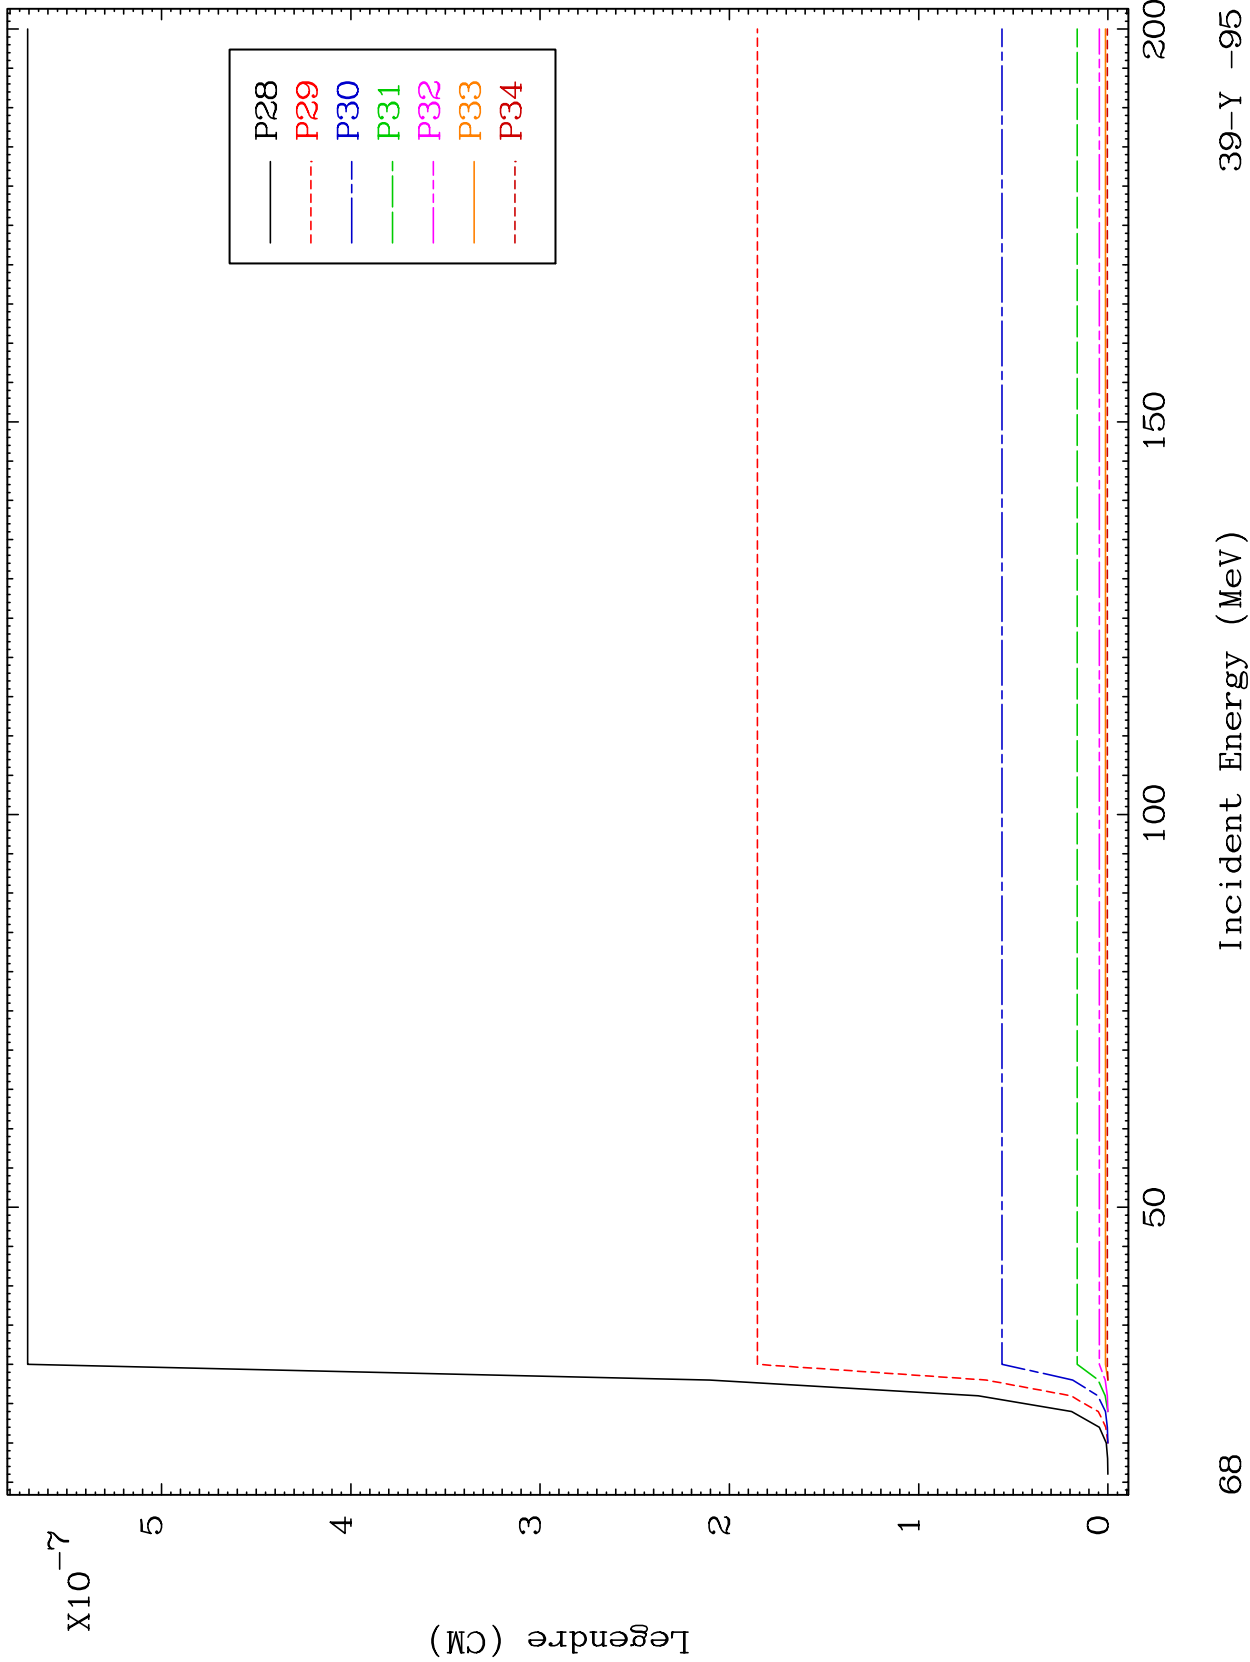 X10-7
5
4
3
2
1
0
Legendre (CM)
P28
P29
P30
P31
P32
P33
P34
50
100
150
200
Incident Energy (MeV)
68
39-Y -95